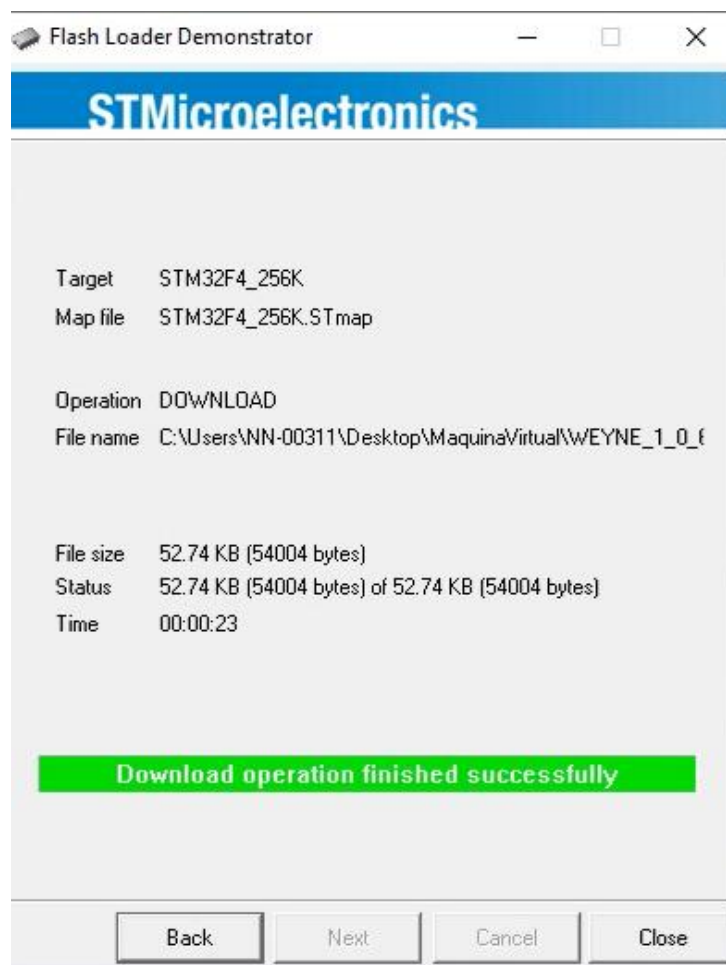 Flash Loader Demonstrator
STMicroelectronics
Target STM32F4_256K
Map file STM32F4_256K.STmap
Operation DOWNLOAD
File name C:\Users\NN-00311\Desktop\MaquinaVirtual\WEYNE_1_0_
File size 52.74 KB (54004 bytes)
Status 52.74 KB (54004 bytes) of 52.74 KB (54004 bytes)
Time 00:00:23
Download operation finished successfully
Back Next Cancel Close